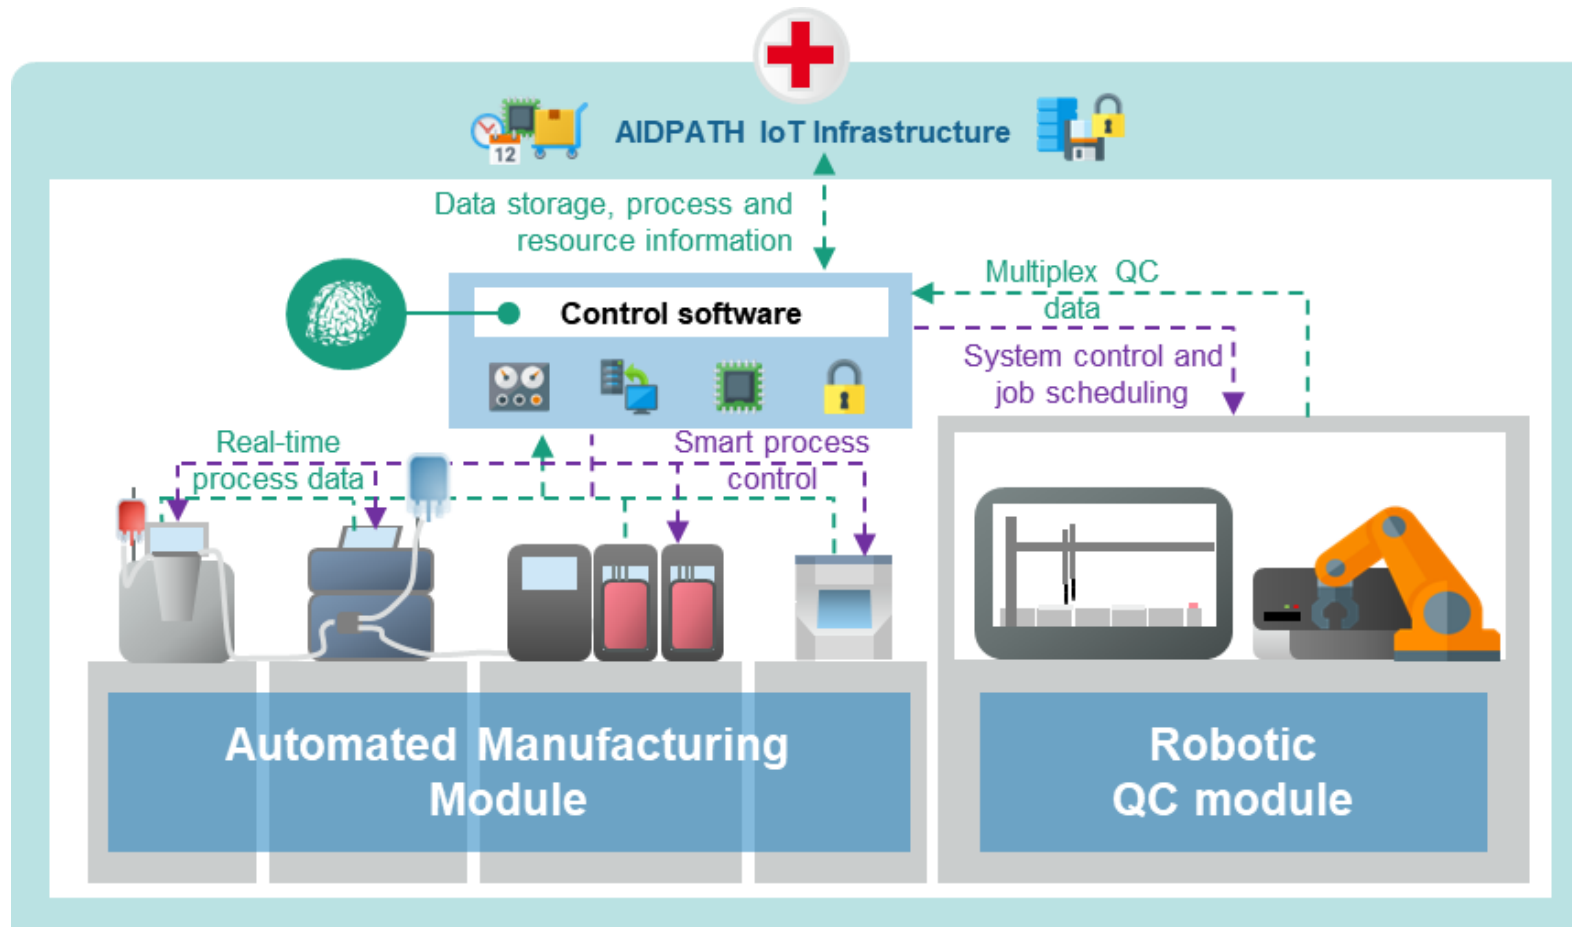 AIDPATH IoT Infrastructure
12
Data storage, process and
resource information
Control software
Multiplex QC
data
System control and
job scheduling
Real-time
process data
Smart process
control
Automated Manufacturing
Module
Robotic
QC module